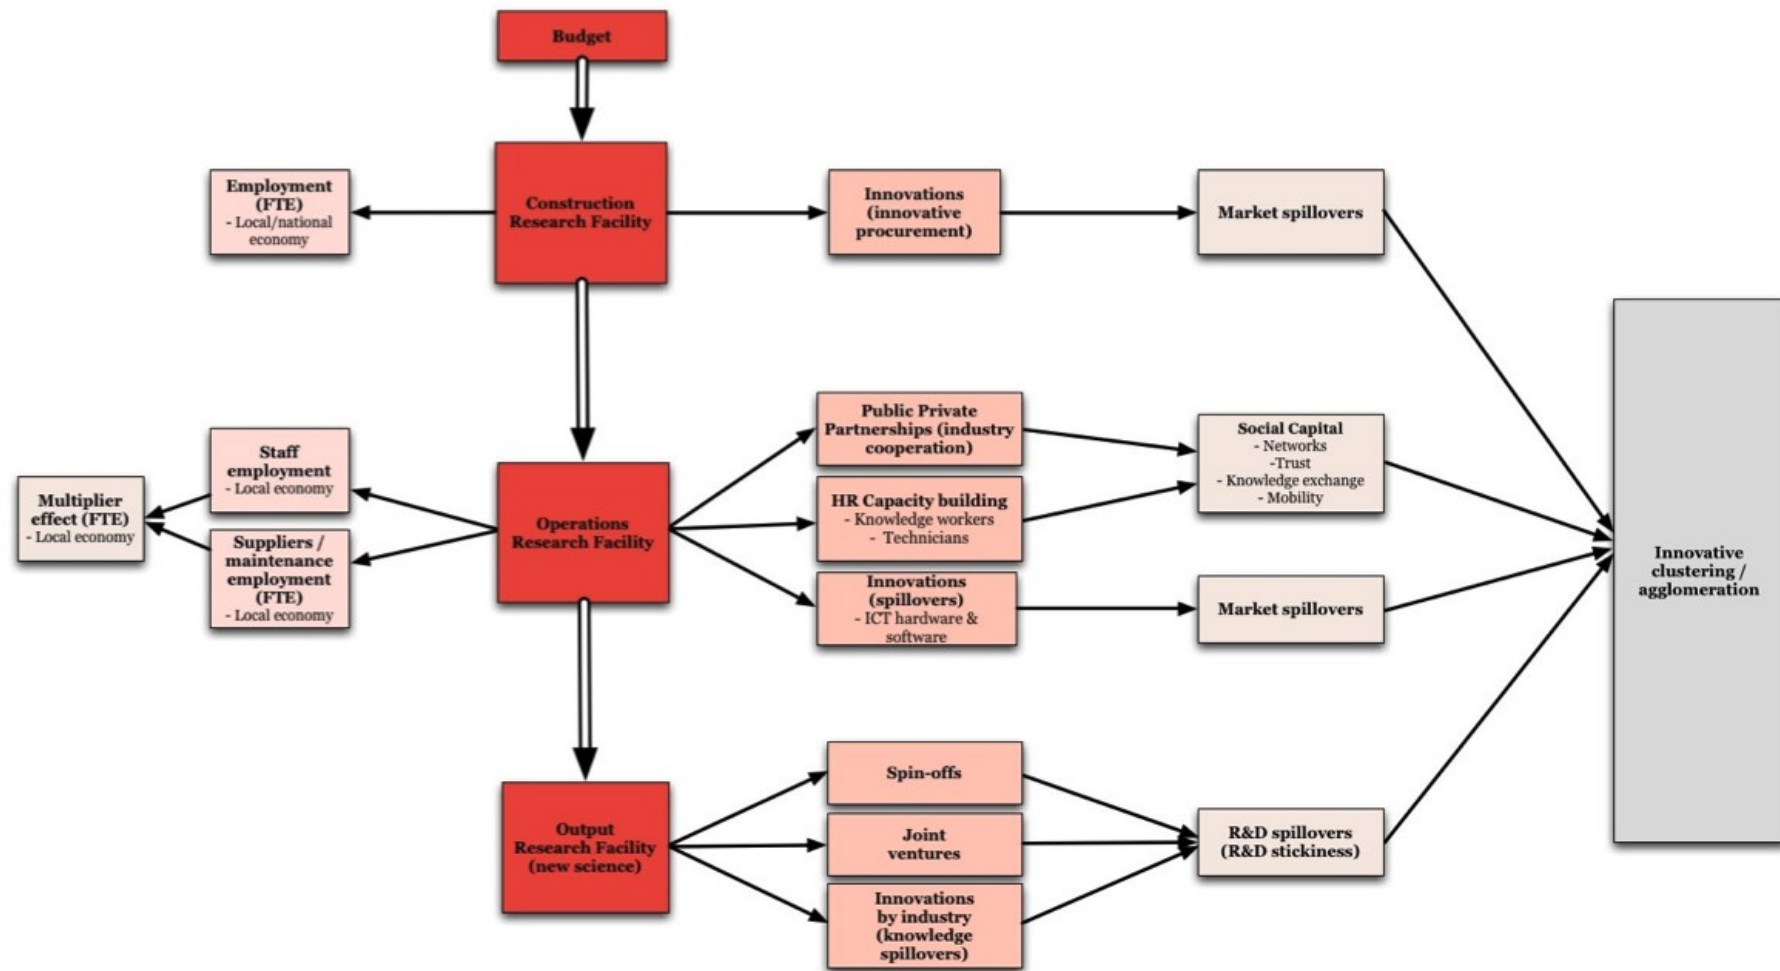 Budget
Employment
(FTE)
- Local/national
economy
Construction
Research Facility
Innovations
(innovative
procurement)
Market spillovers
Multiplier
effect (FTE)
- Local economy
Staff
employment
- Local economy
Suppliers /
maintenance
employment
(FTE)
- Local economy
Operations
Research Facility
Public Private
Partnerships (industry
cooperation)
HR Capacity building
- Knowledge workers
- Technicians
Innovations
(spillovers)
- ICT hardware &
software
Social Capital
- Networks
-Trust
- Knowledge exchange
- Mobility
Market spillovers
Innovative
clustering /
agglomeration
Output
Research Facility
(new science)
Spin-offs
Joint
ventures
Innovations
by industry
(knowledge
spillovers)
R&D spillovers
(R&D stickiness)